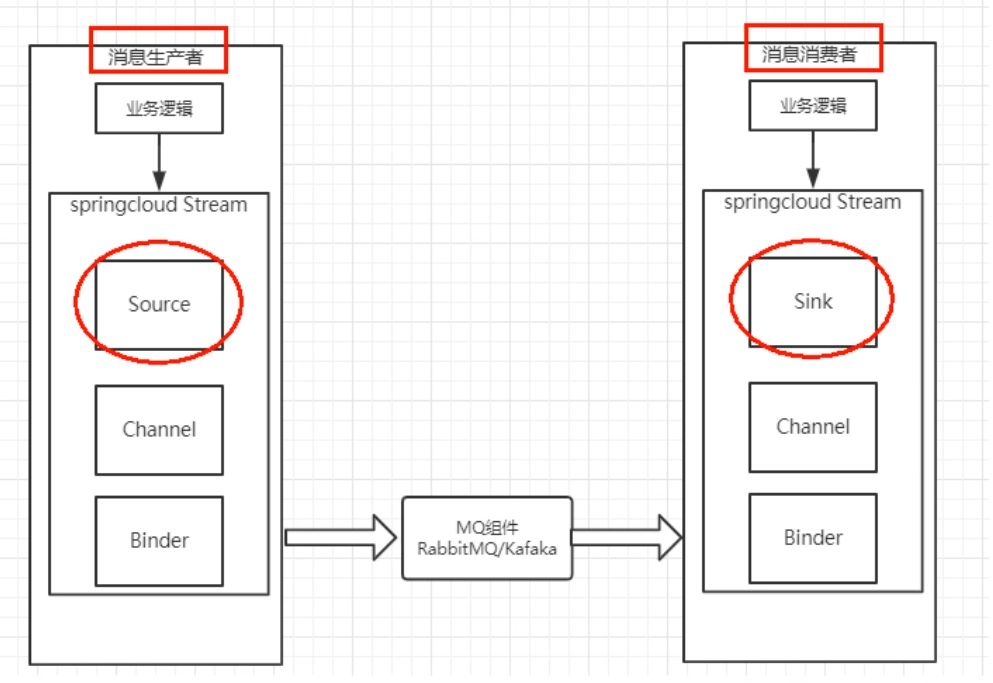 消息生产者
业务逻辑
springcloud Stream
Source
Channel
Binder
MQ组件
RabbitMQ/Kafaka
消息消费者
业务逻辑
springcloud Stream
Sink
Channel
Binder